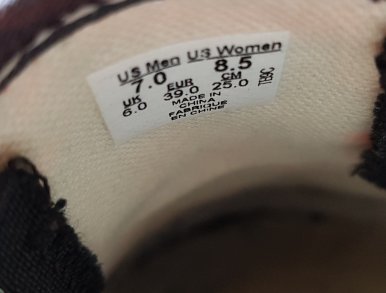 US Men US Women
7.0 8.5
UK EUR CM
6.0 39.0 25.0
MADE IN
CHINA
FABRIQUE
EN CHINE